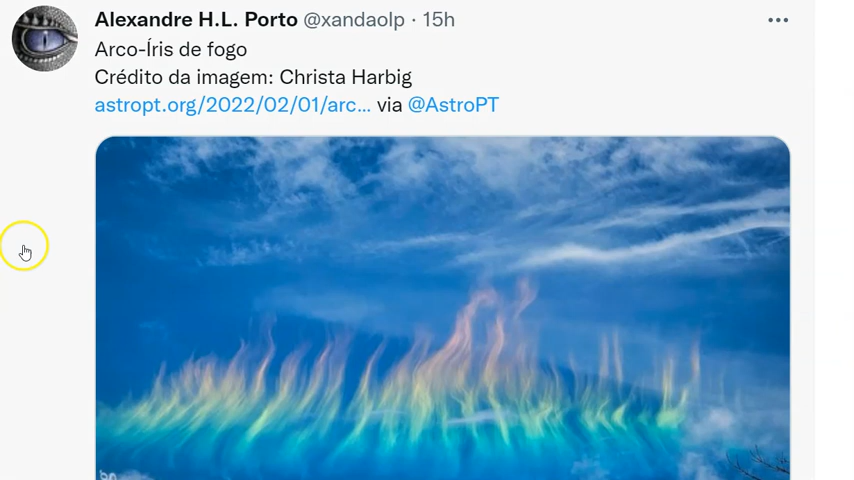 Alexandre H.L. Porto @xandaolp · 15h
Arco-Íris de fogo
Crédito da imagem: Christa Harbig
astropt.org/2022/02/01/arc... via @AstroPT